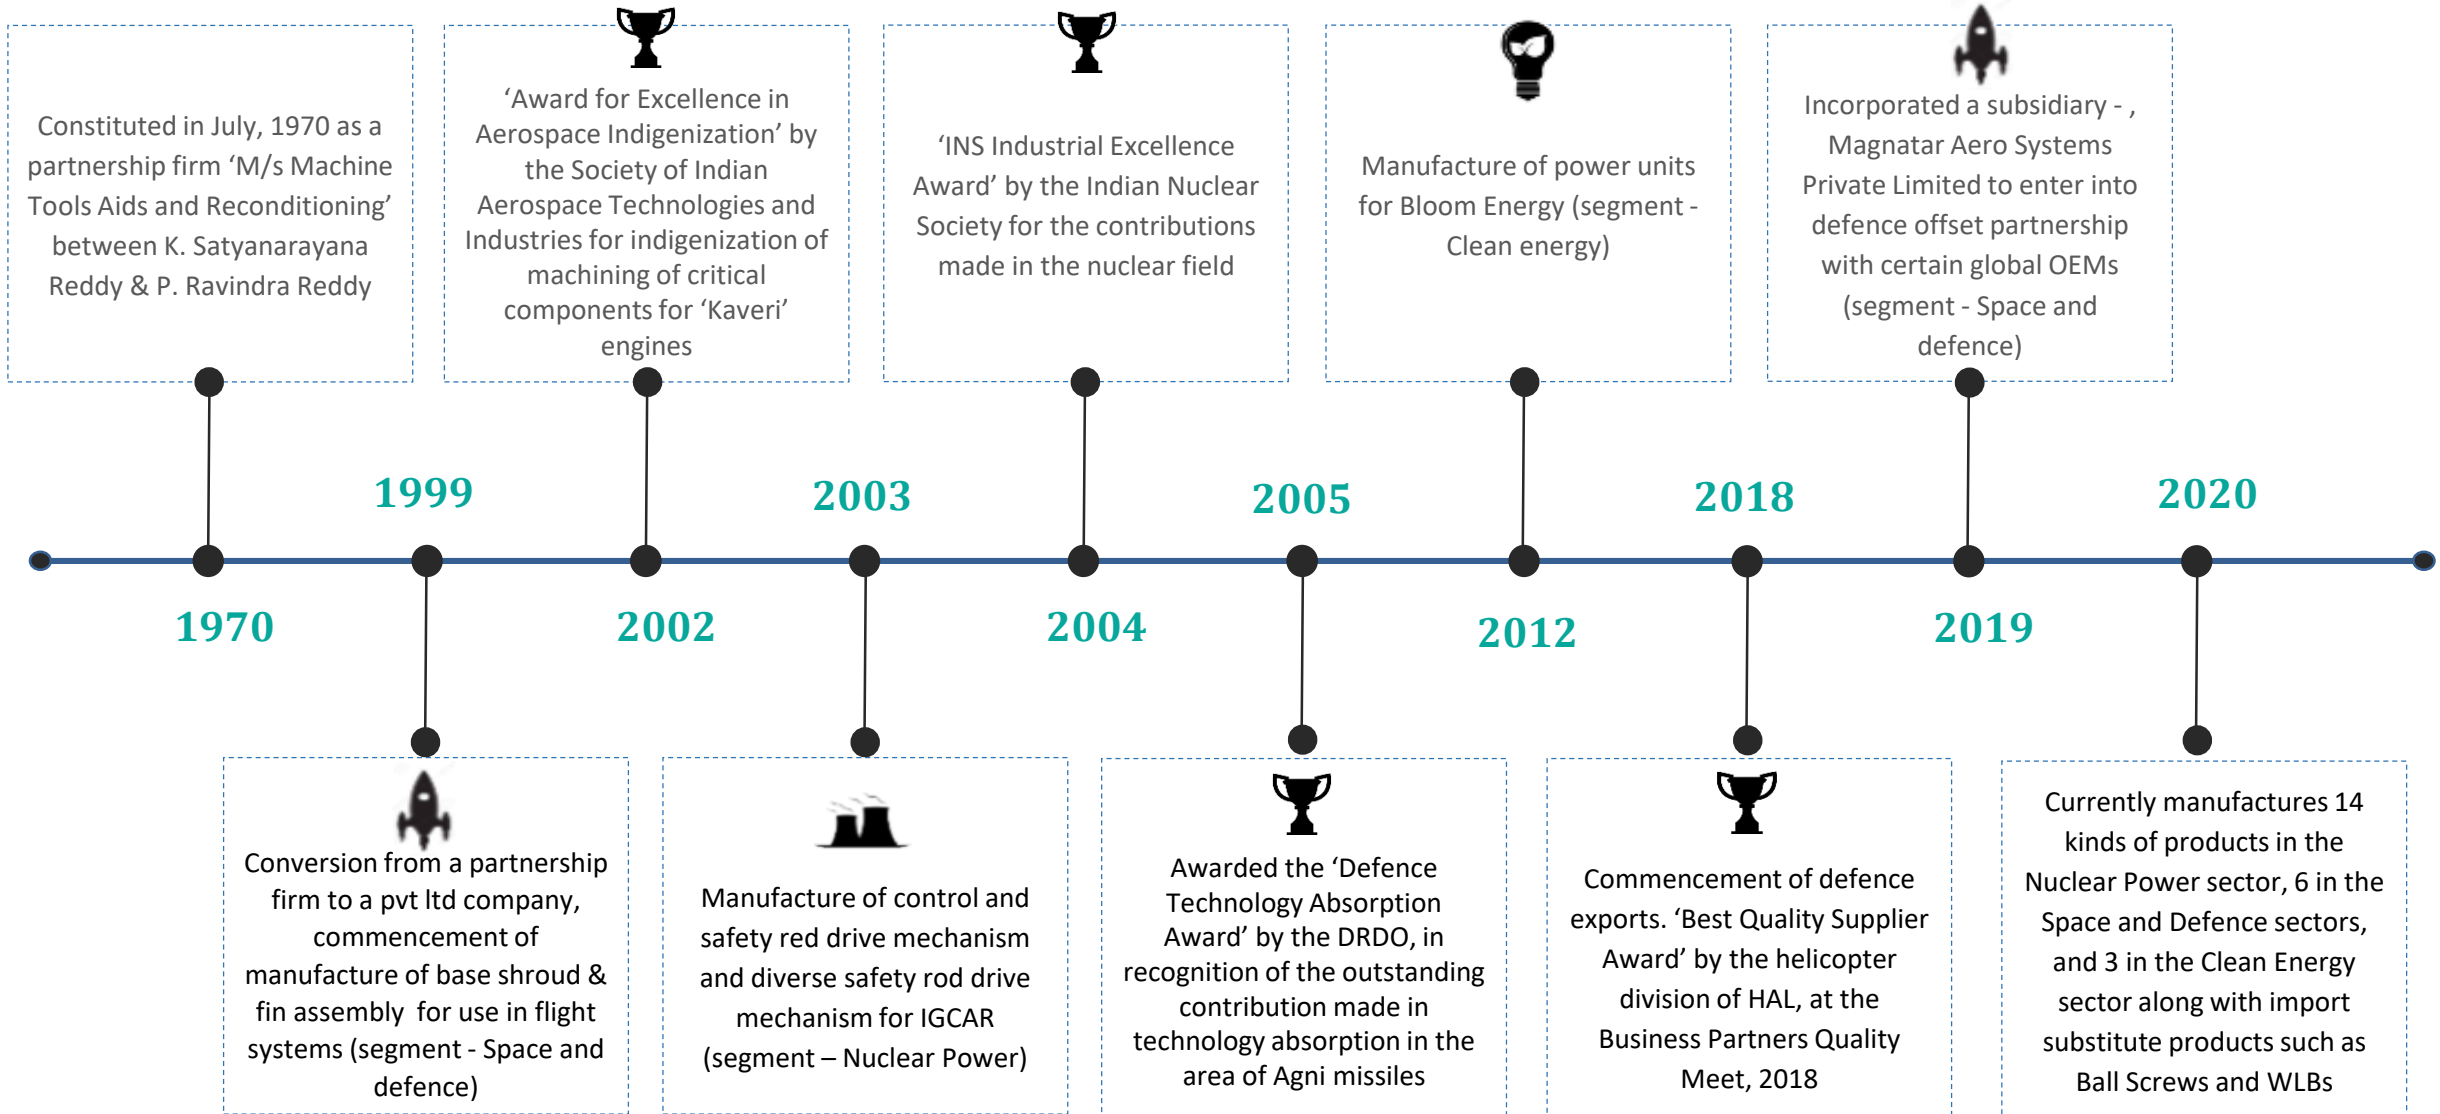 Constituted in July, 1970 as a
partnership firm ‘M/s Machine
Tools Aids and Reconditioning’
between K. Satyanarayana
Reddy & P. Ravindra Reddy
‘Award for Excellence in
Aerospace Indigenization’ by
the Society of Indian
Aerospace Technologies and
Industries for indigenization of
machining of critical
components for ‘Kaveri’
engines
‘INS Industrial Excellence
Award’ by the Indian Nuclear
Society for the contributions
made in the nuclear field
Manufacture of power units
for Bloom Energy (segment -
Clean energy)
Incorporated a subsidiary - ,
Magnatar Aero Systems
Private Limited to enter into
defence offset partnership
with certain global OEMs
(segment - Space and
defence)
1999
2003
2005
2018
2020
1970
2002
2004
2012
2019
Conversion from a partnership
firm to a pvt ltd company,
commencement of
manufacture of base shroud &
fin assembly for use in flight
systems (segment - Space and
defence)
Manufacture of control and
safety red drive mechanism
and diverse safety rod drive
mechanism for IGCAR
(segment – Nuclear Power)
Awarded the ‘Defence
Technology Absorption
Award’ by the DRDO, in
recognition of the outstanding
contribution made in
technology absorption in the
area of Agni missiles
Commencement of defence
exports. ‘Best Quality Supplier
Award’ by the helicopter
division of HAL, at the
Business Partners Quality
Meet, 2018
Currently manufactures 14
kinds of products in the
Nuclear Power sector, 6 in the
Space and Defence sectors,
and 3 in the Clean Energy
sector along with import
substitute products such as
Ball Screws and WLBs